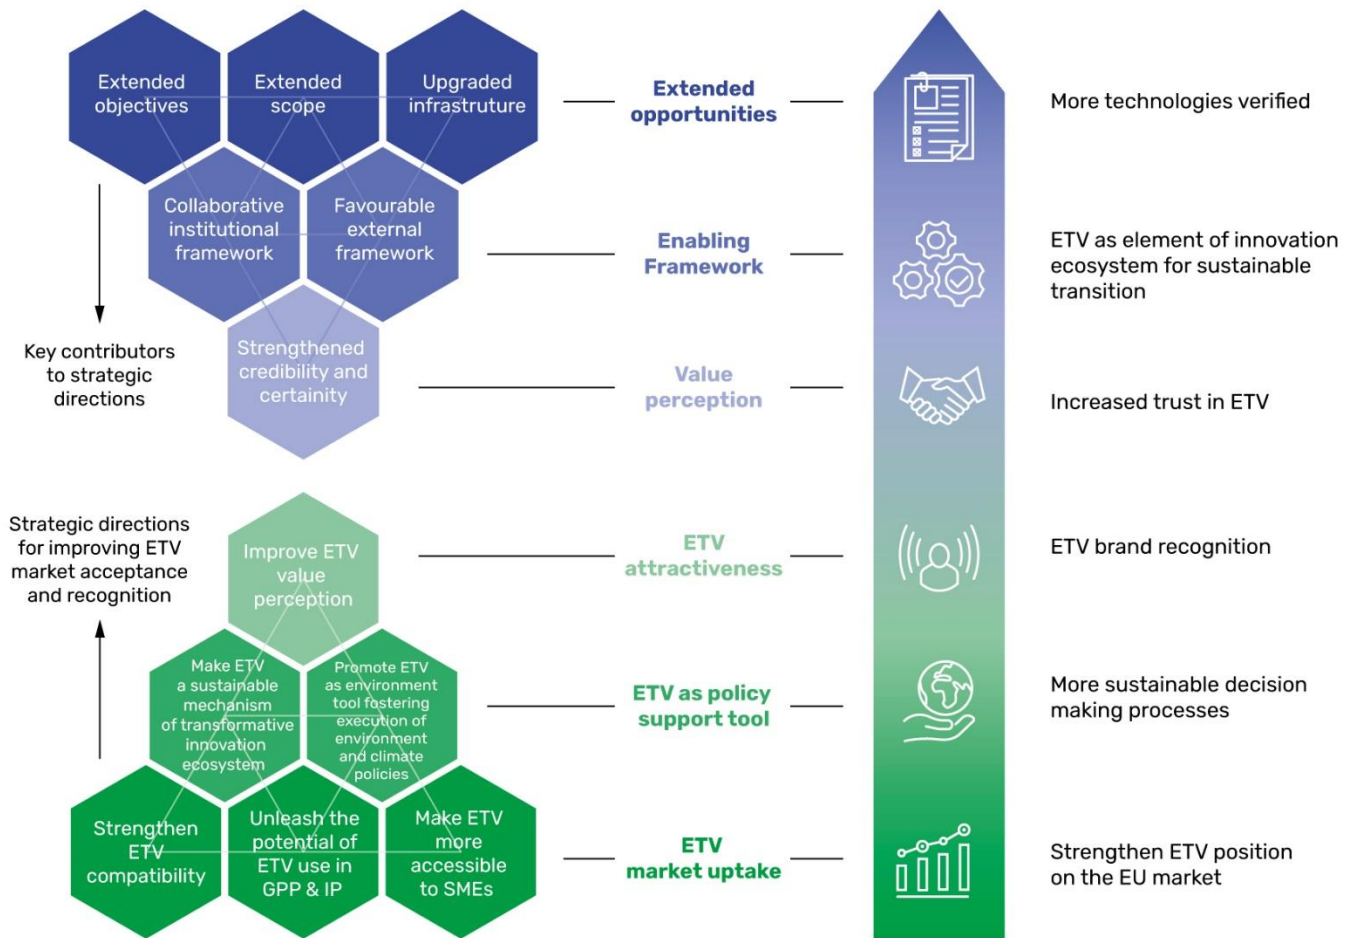 Extended
objectives
Extended
scope
Upgraded
infrastruture
Extended
opportunities
More technologies verified
Collaborative
institutional
framework
Favourable
external
framework
Enabling
Framework
ETV as element of innovation
ecosystem for sustainable
transition
Key contributors
to strategic
directions
Strengthened
credibility and
certainity
Value
perception
Increased trust in ETV
Strategic directions
for improving ETV
market acceptance
and recognition
Improve ETV
value
perception
ETV
attractiveness
ETV brand recognition
Make ETV
a sustainable
mechanism
of transformative
innovation
ecosystem
Promote ETV
as environment
tool fostering
execution of
environment
and climate
policies
ETV as policy
support tool
More sustainable decision
making processes
Strengthen
ETV
compatibility
Unleash the
potential of
ETV use in
GPP & IP
Make ETV
more
accessible
to SMEs
ETV
market uptake
Strengthen ETV position
on the EU market